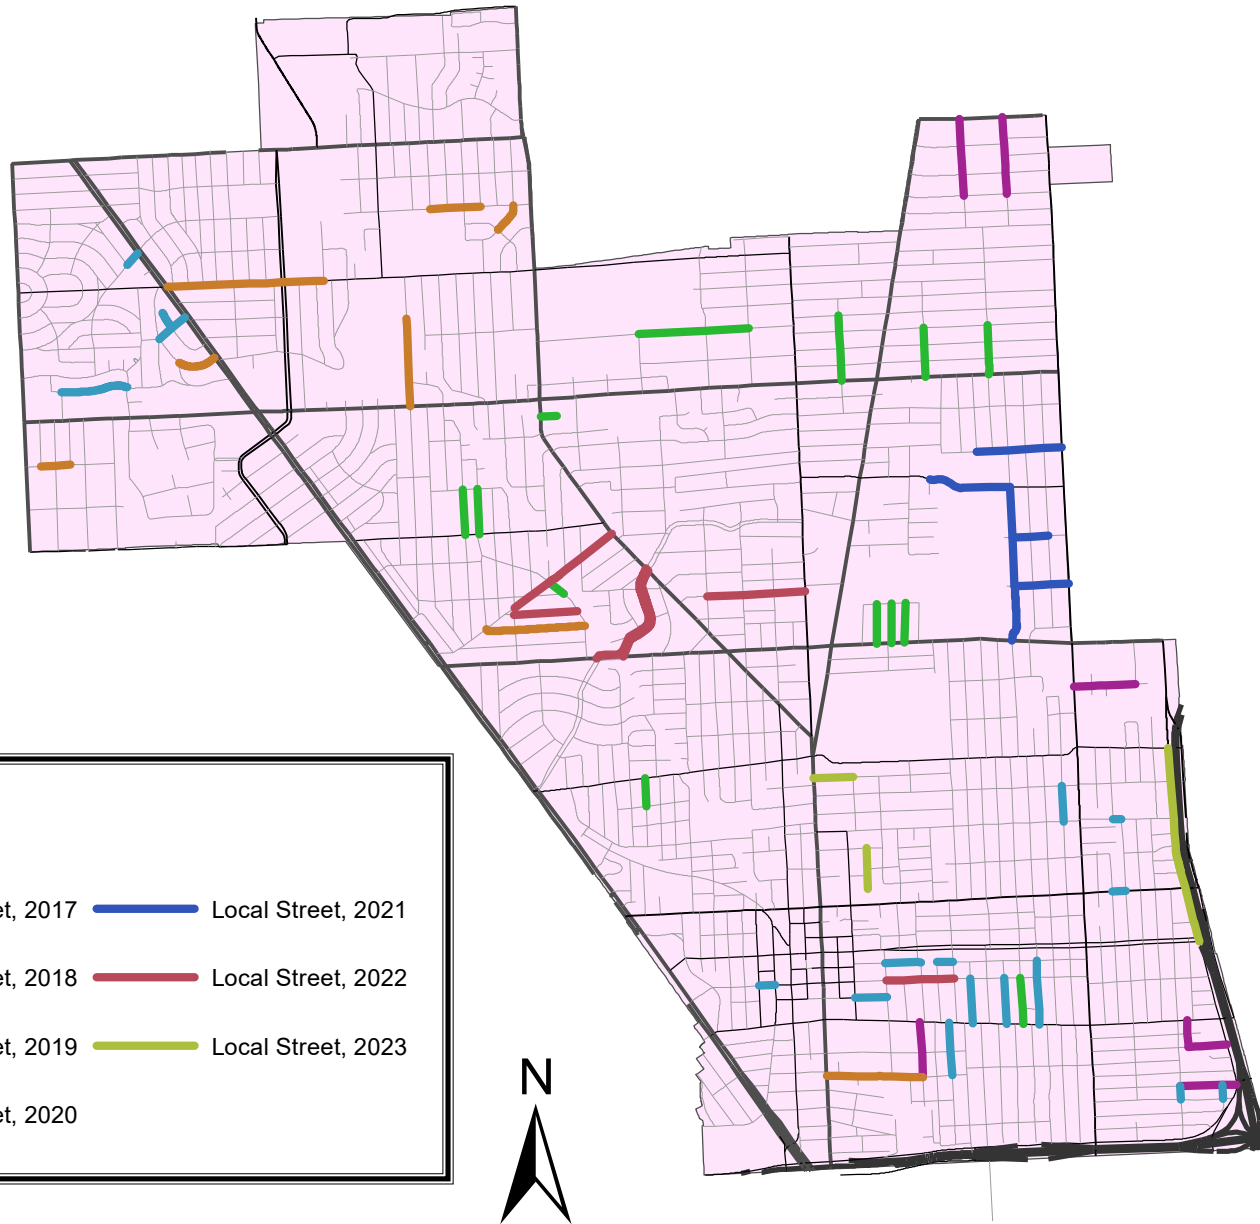 et, 2017 Local Street, 2021
et, 2018 Local Street, 2022
et, 2019 Local Street, 2023
et, 2020
N